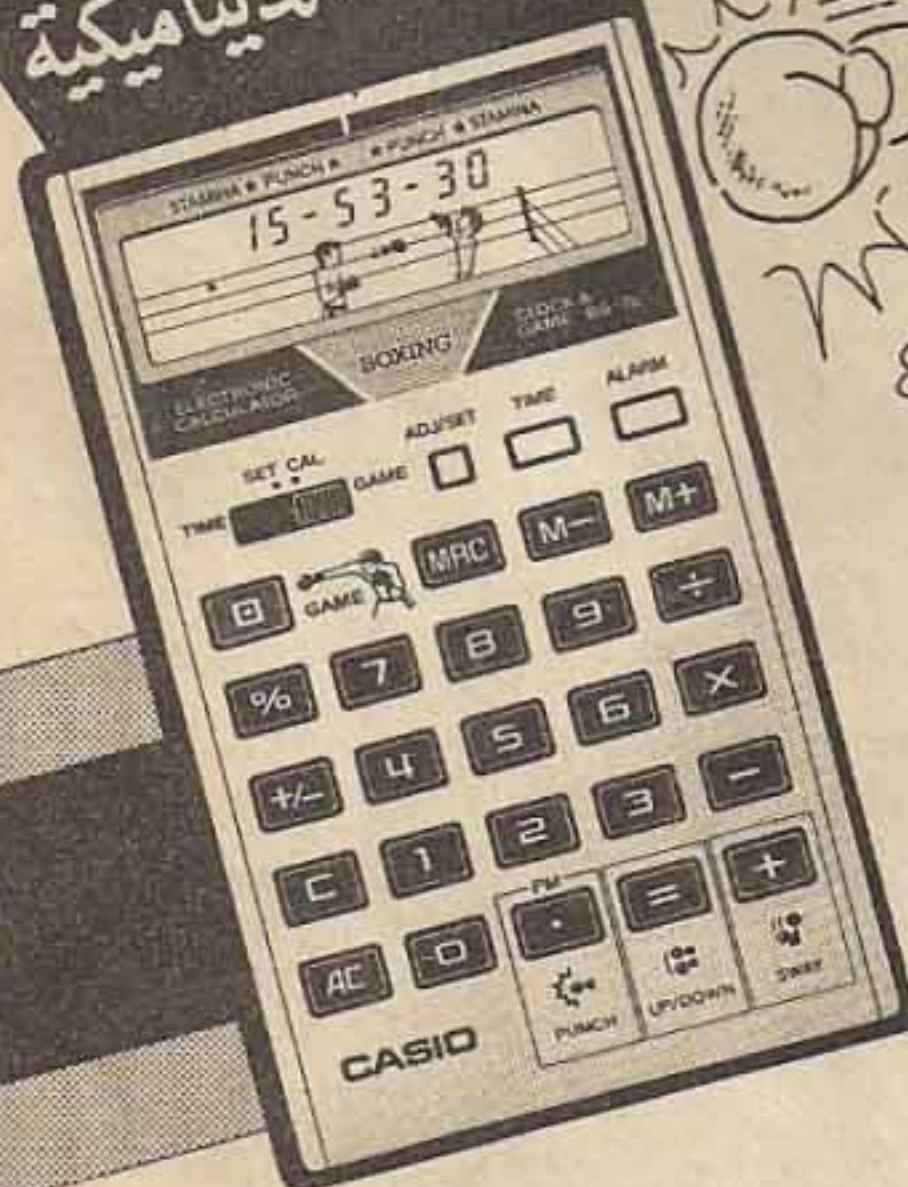 الديناميكية
STAMINA ★ PUNCH ★ ★ PUNCH ★ STAMINA
15-53-30
ELECTRONIC
CALCULATOR
BOXING
CLOCK &
GAME
ADJ/SET TIME ALARM
SET CAL
TIME GAME
GAME MRC M− M+
% 7 8 9 ÷
+/− 4 5 6 ×
C 1 2 3 −
PM
AC 0 . = +
PUNCH UP/DOWN SWAY
CASIO